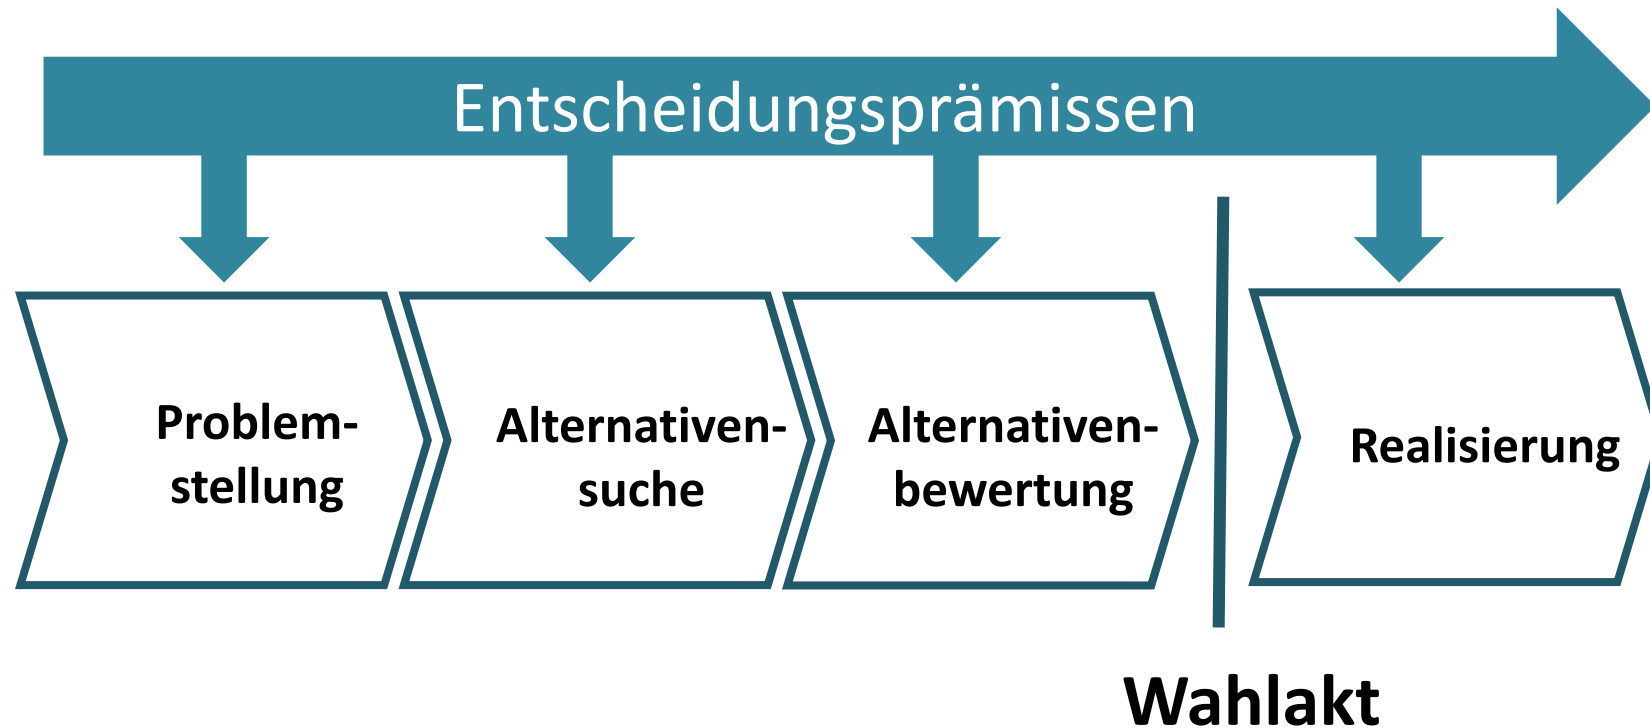 Entscheidungsprämissen
Problem-
stellung
Alternativen-
suche
Alternativen-
bewertung
Realisierung
Wahlakt